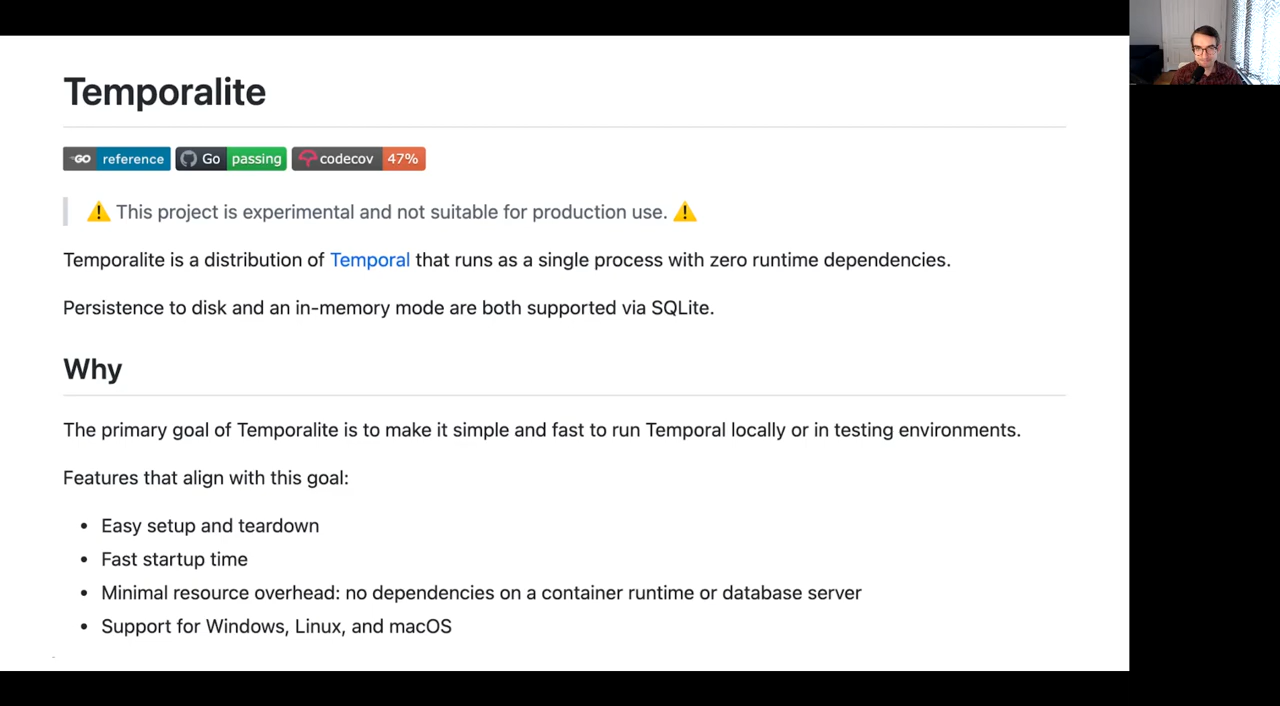 Temporalite
GO reference Go passing codecov 47%
⚠️ This project is experimental and not suitable for production use. ⚠️
Temporalite is a distribution of Temporal that runs as a single process with zero runtime dependencies.
Persistence to disk and an in-memory mode are both supported via SQLite.
Why
The primary goal of Temporalite is to make it simple and fast to run Temporal locally or in testing environments.
Features that align with this goal:
• Easy setup and teardown
• Fast startup time
• Minimal resource overhead: no dependencies on a container runtime or database server
• Support for Windows, Linux, and macOS